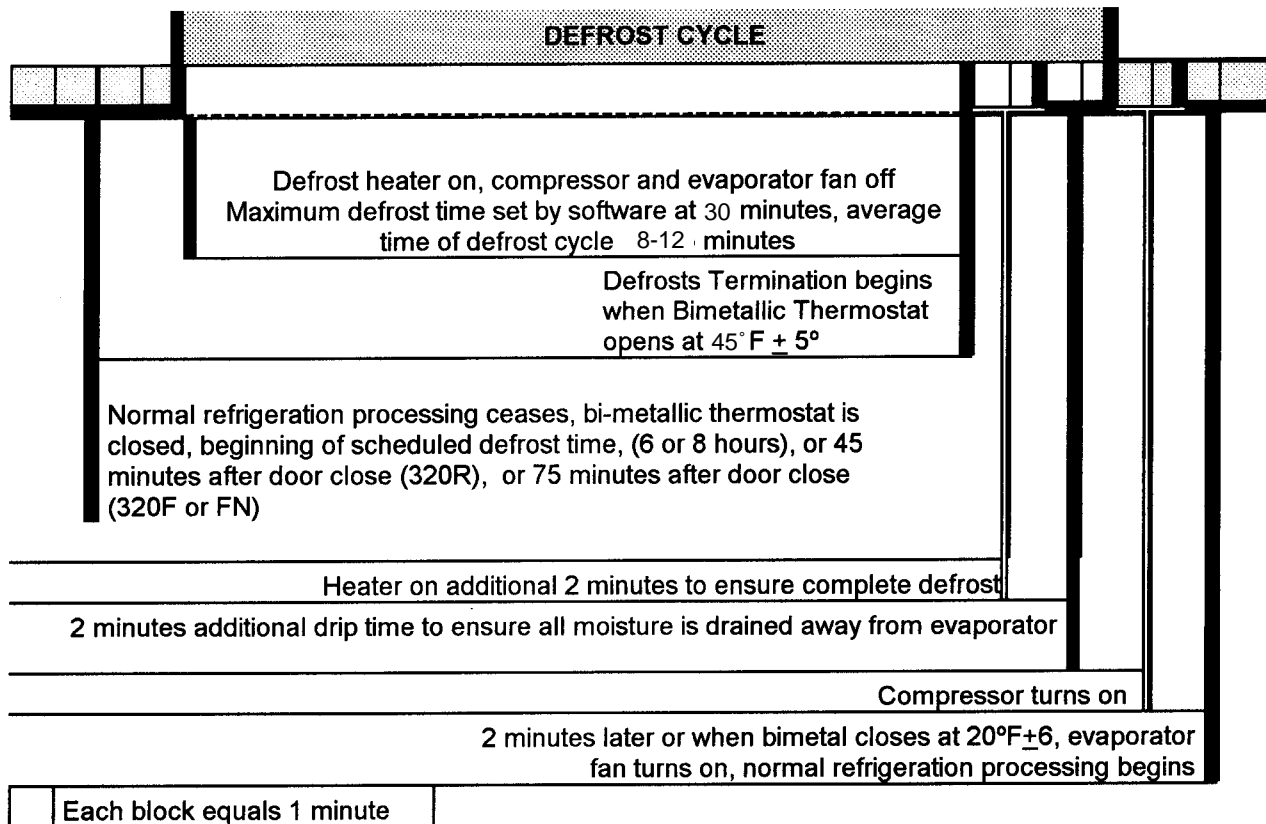 DEFROST CYCLE
Defrost heater on, compressor and evaporator fan off
Maximum defrost time set by software at 30 minutes, average
time of defrost cycle 8-12 minutes
Defrosts Termination begins
when Bimetallic Thermostat
opens at 45°F ± 5º
Normal refrigeration processing ceases, bi-metallic thermostat is
closed, beginning of scheduled defrost time, (6 or 8 hours), or 45
minutes after door close (320R), or 75 minutes after door close
(320F or FN)
Heater on additional 2 minutes to ensure complete defrost
2 minutes additional drip time to ensure all moisture is drained away from evaporator
Compressor turns on
2 minutes later or when bimetal closes at 20ºF±6, evaporator
fan turns on, normal refrigeration processing begins
Each block equals 1 minute